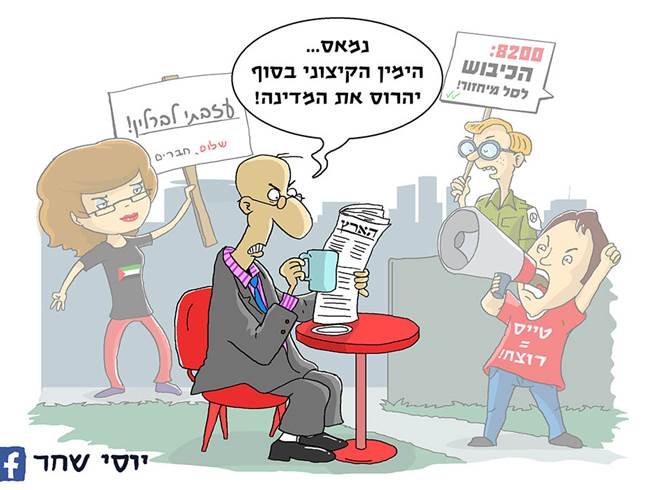 נמאס...
הימין הקיצוני בסוף
יהרוס את המדינה!
8200:
הכיבוש
לסל מיחזור!
עזבתי לברלין!
שלום. חברים
הארץ
טייס
=
רוצח!
יוסי שחר
f